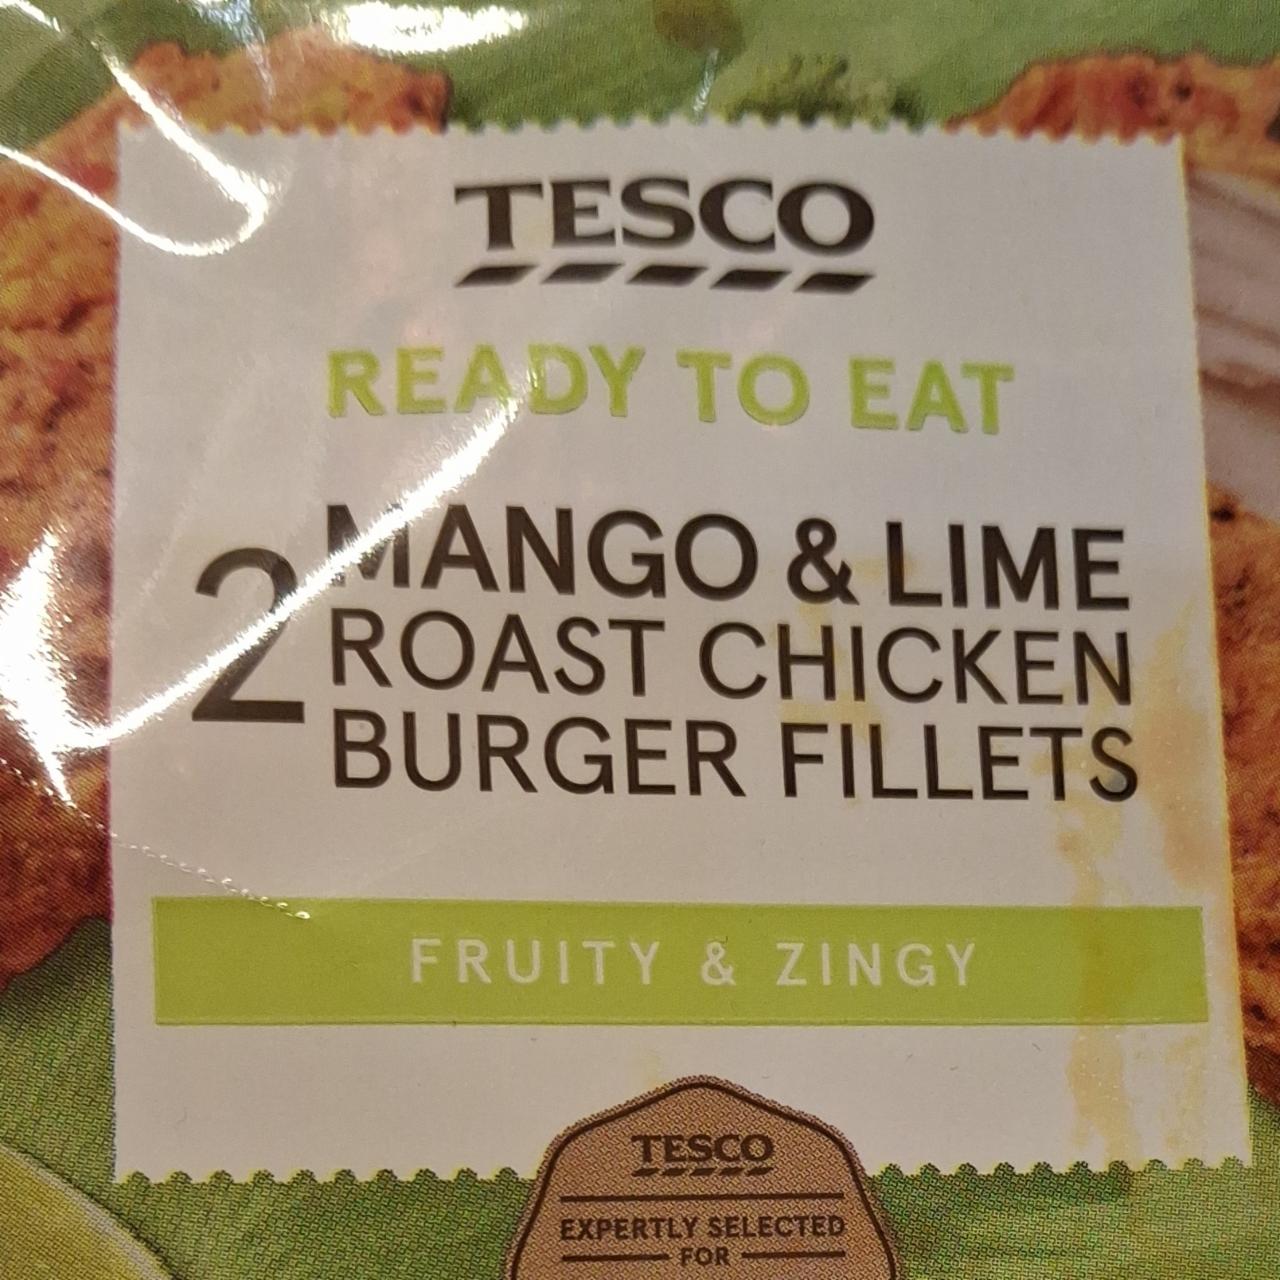 TESCO
READY TO EAT
2 MANGO & LIME
ROAST CHICKEN
BURGER FILLETS
FRUITY & ZINGY
TESCO
EXPERTLY SELECTED
FOR